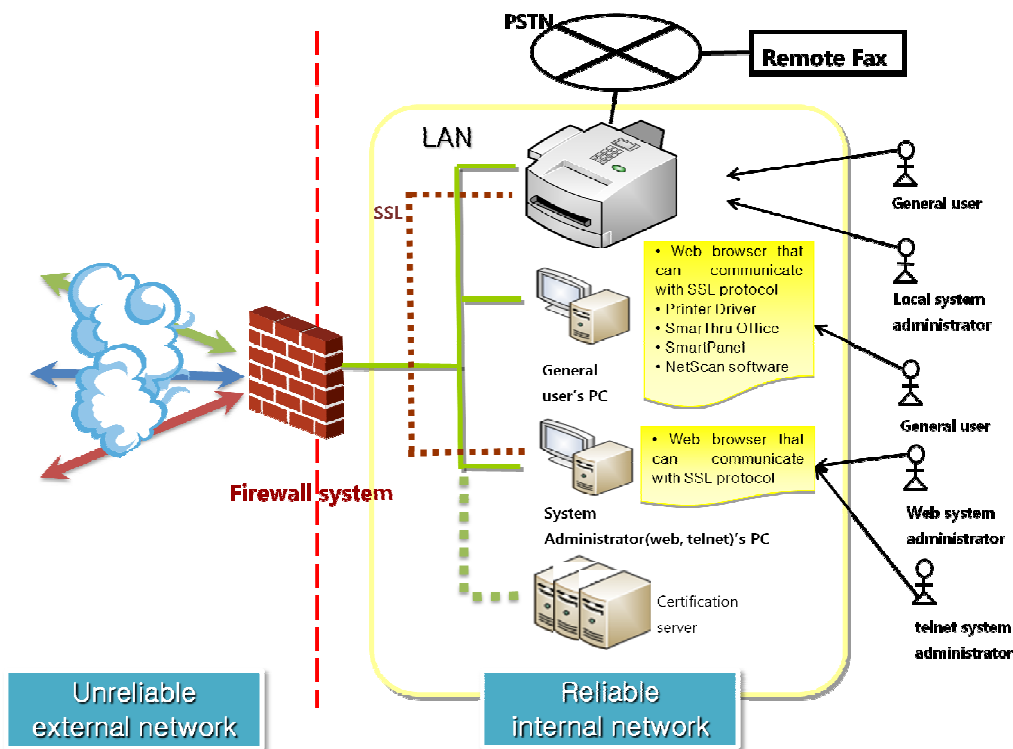 PSTN
Remote Fax
LAN
SSL
General user
Local system
administrator
• Web browser that
can communicate
with SSL protocol
• Printer Driver
• SmarThru Office
• SmartPanel
• NetScan software
General
user's PC
General user
• Web browser that
can communicate
with SSL protocol
Firewall system
System
Administrator(web, telnet)'s PC
Web system
administrator
Certification
server
telnet system
administrator
Unreliable
external network
Reliable
internal network